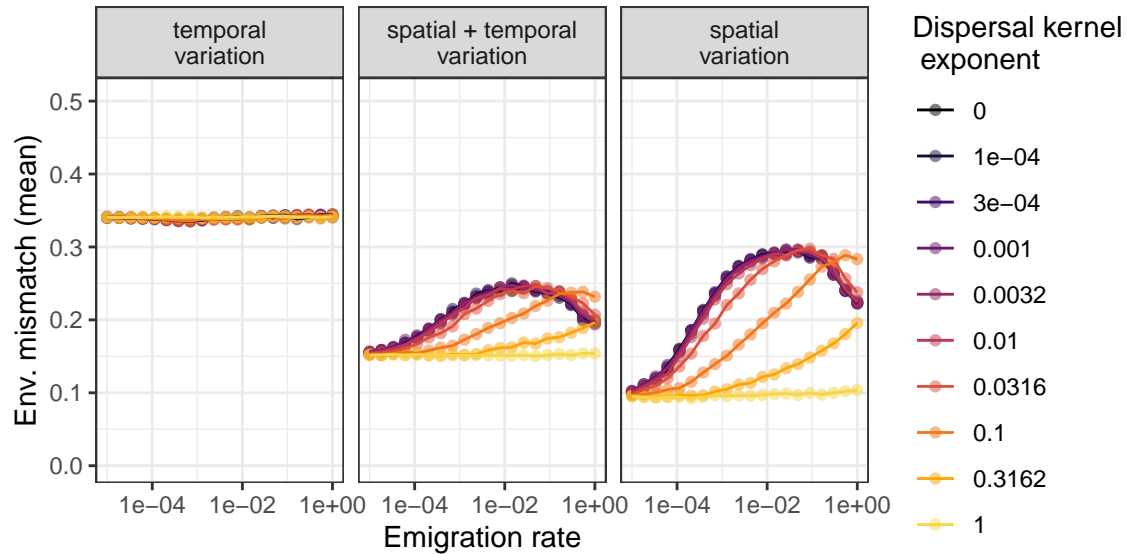 temporal
variation
spatial + temporal
variation
spatial
variation
Dispersal kernel
exponent
0
1e−04
3e−04
0.001
0.0032
0.01
0.0316
0.1
0.3162
1
Env. mismatch (mean)
0.5
0.4
0.3
0.2
0.1
0.0
1e−04 1e−02 1e+00 1e−04 1e−02 1e+00 1e−04 1e−02 1e+00
Emigration rate